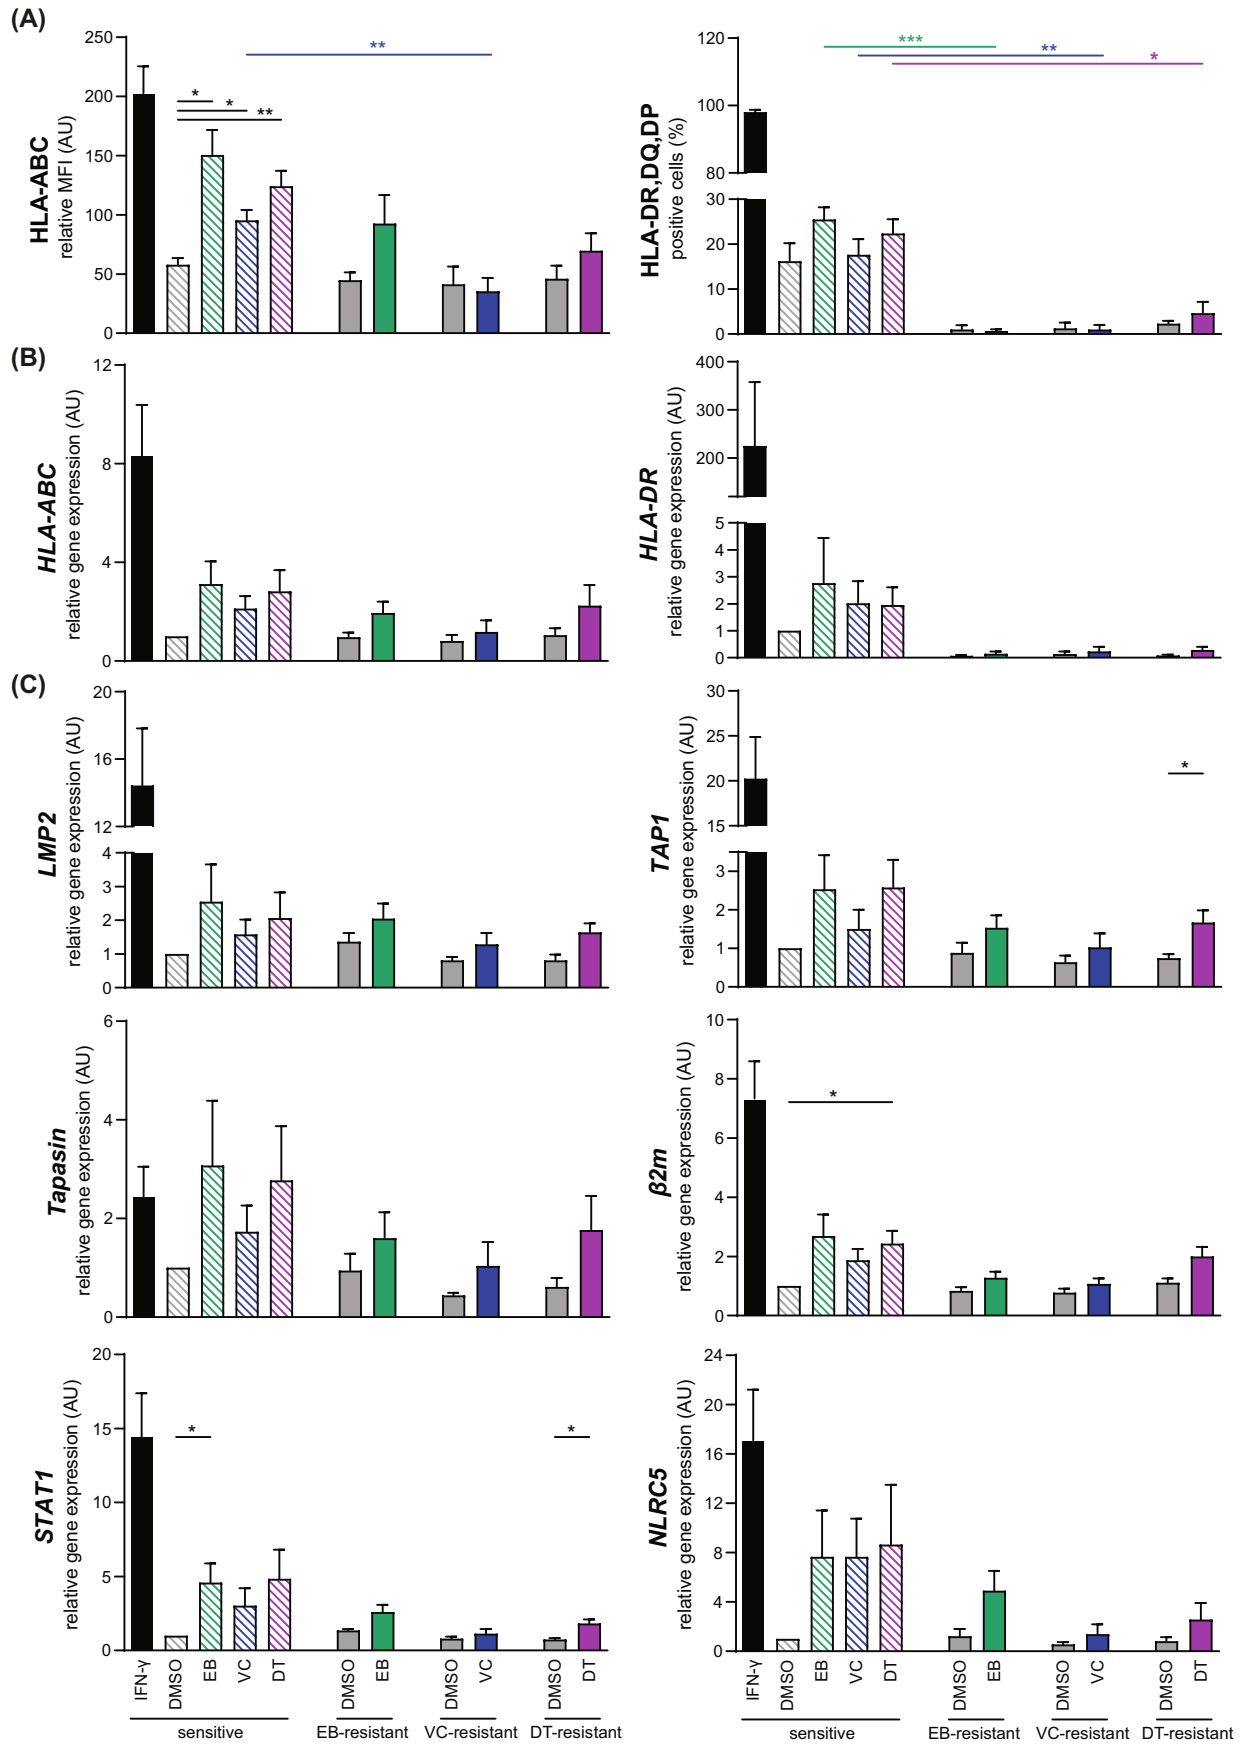 (A)
HLA-ABC
relative MFI (AU)
250
200
150
100
50
0
**
*
*
**
HLA-DR,DQ,DP
positive cells (%)
120
100
80
30
20
10
0
***
**
*
(B)
HLA-ABC
relative gene expression (AU)
12
8
4
0
HLA-DR
relative gene expression (AU)
400
300
200
5
4
3
2
1
0
(C)
LMP2
relative gene expression (AU)
20
16
12
4
3
2
1
0
TAP1
relative gene expression (AU)
30
25
20
15
3
2
1
0
*
Tapasin
relative gene expression (AU)
6
4
2
0
β2m
relative gene expression (AU)
10
8
6
4
2
0
*
STAT1
relative gene expression (AU)
20
15
10
5
0
*
*
IFN-γ
DMSO
EB
VC
DT
DMSO
EB
DMSO
VC
DMSO
DT
sensitive
EB-resistant
VC-resistant
DT-resistant
NLRC5
relative gene expression (AU)
24
20
16
12
8
4
0
IFN-γ
DMSO
EB
VC
DT
DMSO
EB
DMSO
VC
DMSO
DT
sensitive
EB-resistant
VC-resistant
DT-resistant